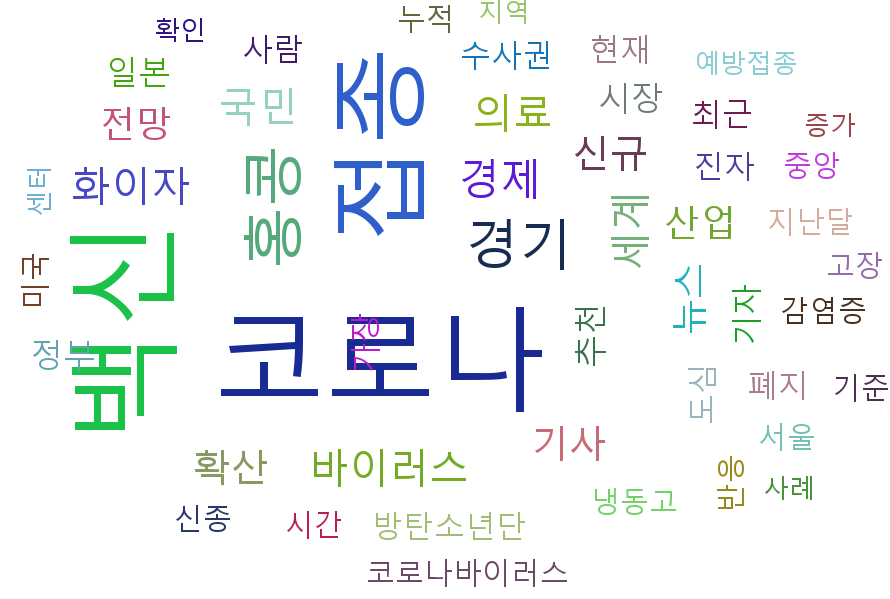 확인
누적
지역
사람
수사권
현재
예방접종
일본
국민
접종
의료
시장
최근
증가
전망
홍콩
신규
진자
중앙
센터
화이자
경제
세계
산업
지난달
미국
백신
경기
뉴스
기자
고장
감염증
정부
코로나
가장
추천
도심
폐지
기준
확산
바이러스
기사
서울
반응
사례
냉동고
신종
시간
방탄소년단
코로나바이러스